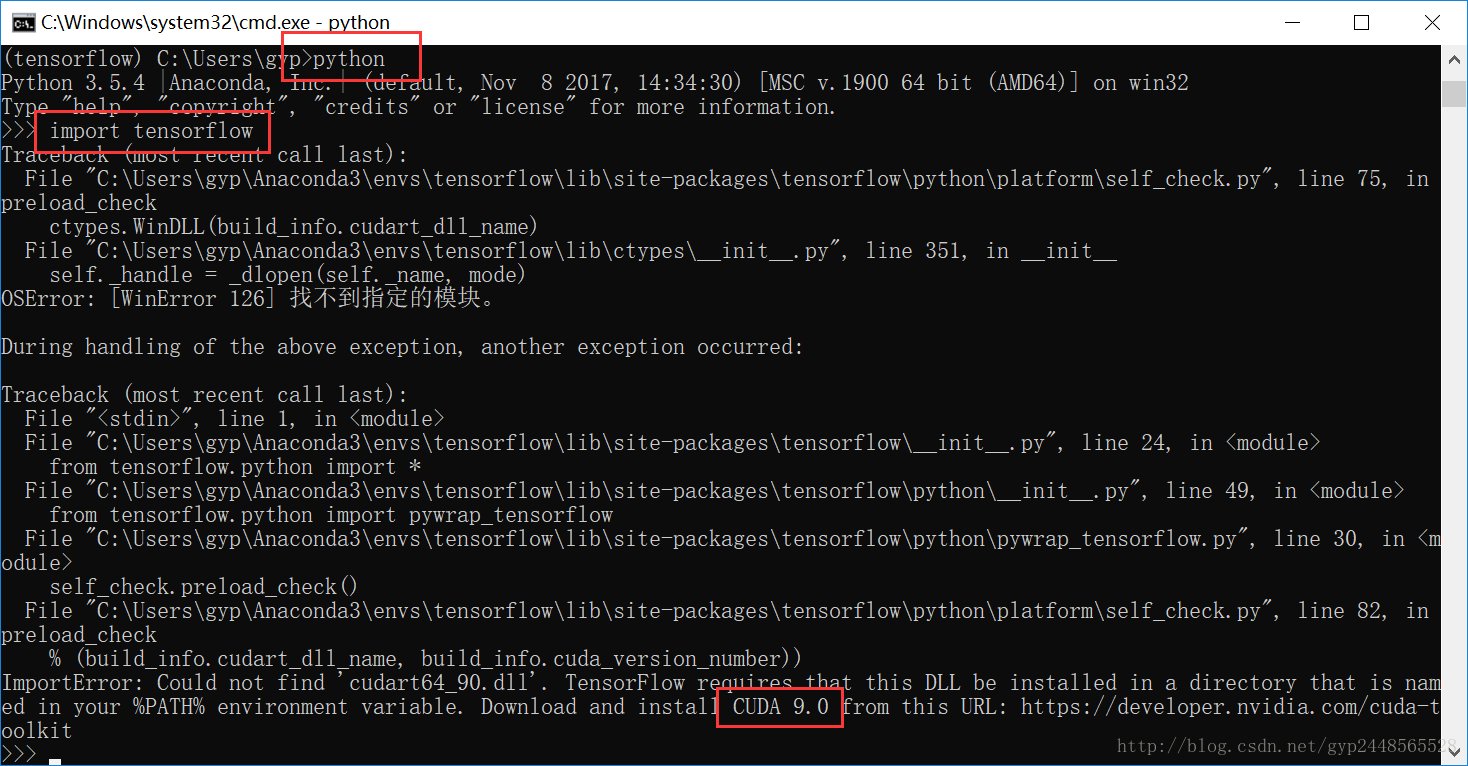 C:\Windows\system32\cmd.exe - python
(tensorflow) C:\Users\gyp>python
Python 3.5.4 |Anaconda, Inc.| (default, Nov  8 2017, 14:34:30) [MSC v.1900 64 bit (AMD64)] on win32
Type "help", "copyright", "credits" or "license" for more information.
>>> import tensorflow
Traceback (most recent call last):
  File "C:\Users\gyp\Anaconda3\envs\tensorflow\lib\site-packages\tensorflow\python\platform\self_check.py", line 75, in
preload_check
    ctypes.WinDLL(build_info.cudart_dll_name)
  File "C:\Users\gyp\Anaconda3\envs\tensorflow\lib\ctypes\__init__.py", line 351, in __init__
    self._handle = _dlopen(self._name, mode)
OSError: [WinError 126] 找不到指定的模块。
During handling of the above exception, another exception occurred:
Traceback (most recent call last):
  File "<stdin>", line 1, in <module>
  File "C:\Users\gyp\Anaconda3\envs\tensorflow\lib\site-packages\tensorflow\__init__.py", line 24, in <module>
    from tensorflow.python import *
  File "C:\Users\gyp\Anaconda3\envs\tensorflow\lib\site-packages\tensorflow\python\__init__.py", line 49, in <module>
    from tensorflow.python import pywrap_tensorflow
  File "C:\Users\gyp\Anaconda3\envs\tensorflow\lib\site-packages\tensorflow\python\pywrap_tensorflow.py", line 30, in <m
odule>
    self_check.preload_check()
  File "C:\Users\gyp\Anaconda3\envs\tensorflow\lib\site-packages\tensorflow\python\platform\self_check.py", line 82, in
preload_check
    % (build_info.cudart_dll_name, build_info.cuda_version_number))
ImportError: Could not find 'cudart64_90.dll'. TensorFlow requires that this DLL be installed in a directory that is nam
ed in your %PATH% environment variable. Download and install CUDA 9.0 from this URL: https://developer.nvidia.com/cuda-t
oolkit
>>>
http://blog.csdn.net/gyp2448565528